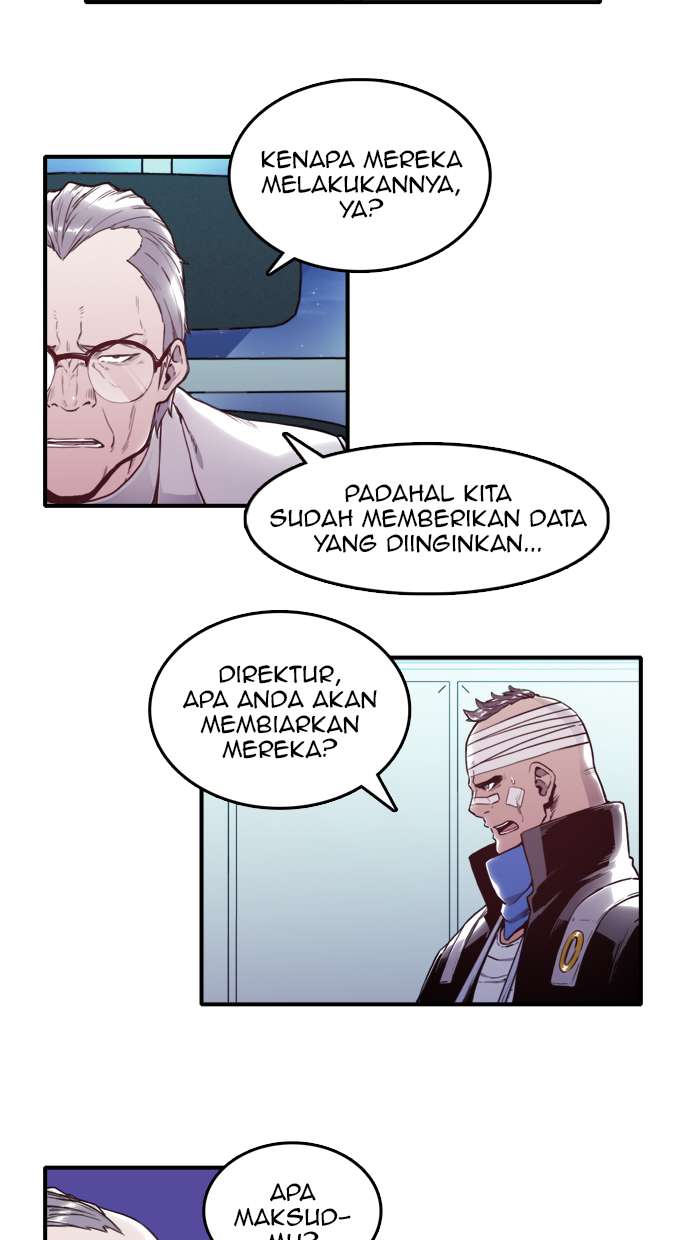 KENAPA MEREKA
MELAKUKANNYA,
YA?
PADAHAL KITA
SUDAH MEMBERIKAN DATA
YANG DIINGINKAN...
DIREKTUR,
APA ANDA AKAN
MEMBIARKAN
MEREKA?
APA
MAKSUD-
MU?